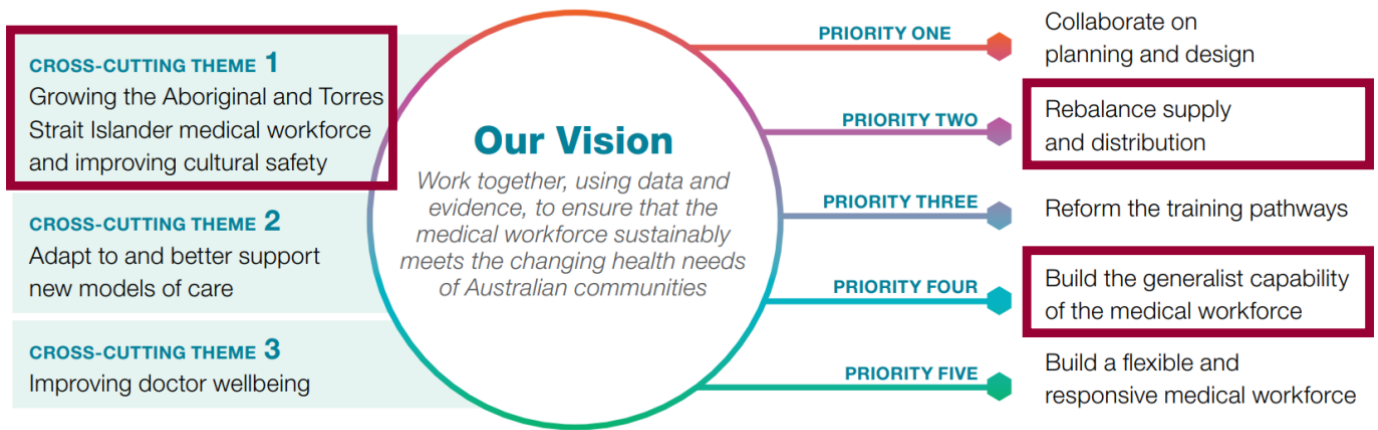 CROSS-CUTTING THEME 1
Growing the Aboriginal and Torres
Strait Islander medical workforce
and improving cultural safety
CROSS-CUTTING THEME 2
Adapt to and better support
new models of care
CROSS-CUTTING THEME 3
Improving doctor wellbeing
Our Vision
Work together, using data and
evidence, to ensure that the
medical workforce sustainably
meets the changing health needs
of Australian communities
PRIORITY ONE
Collaborate on
planning and design
PRIORITY TWO
Rebalance supply
and distribution
PRIORITY THREE
Reform the training pathways
PRIORITY FOUR
Build the generalist capability
of the medical workforce
PRIORITY FIVE
Build a flexible and
responsive medical workforce